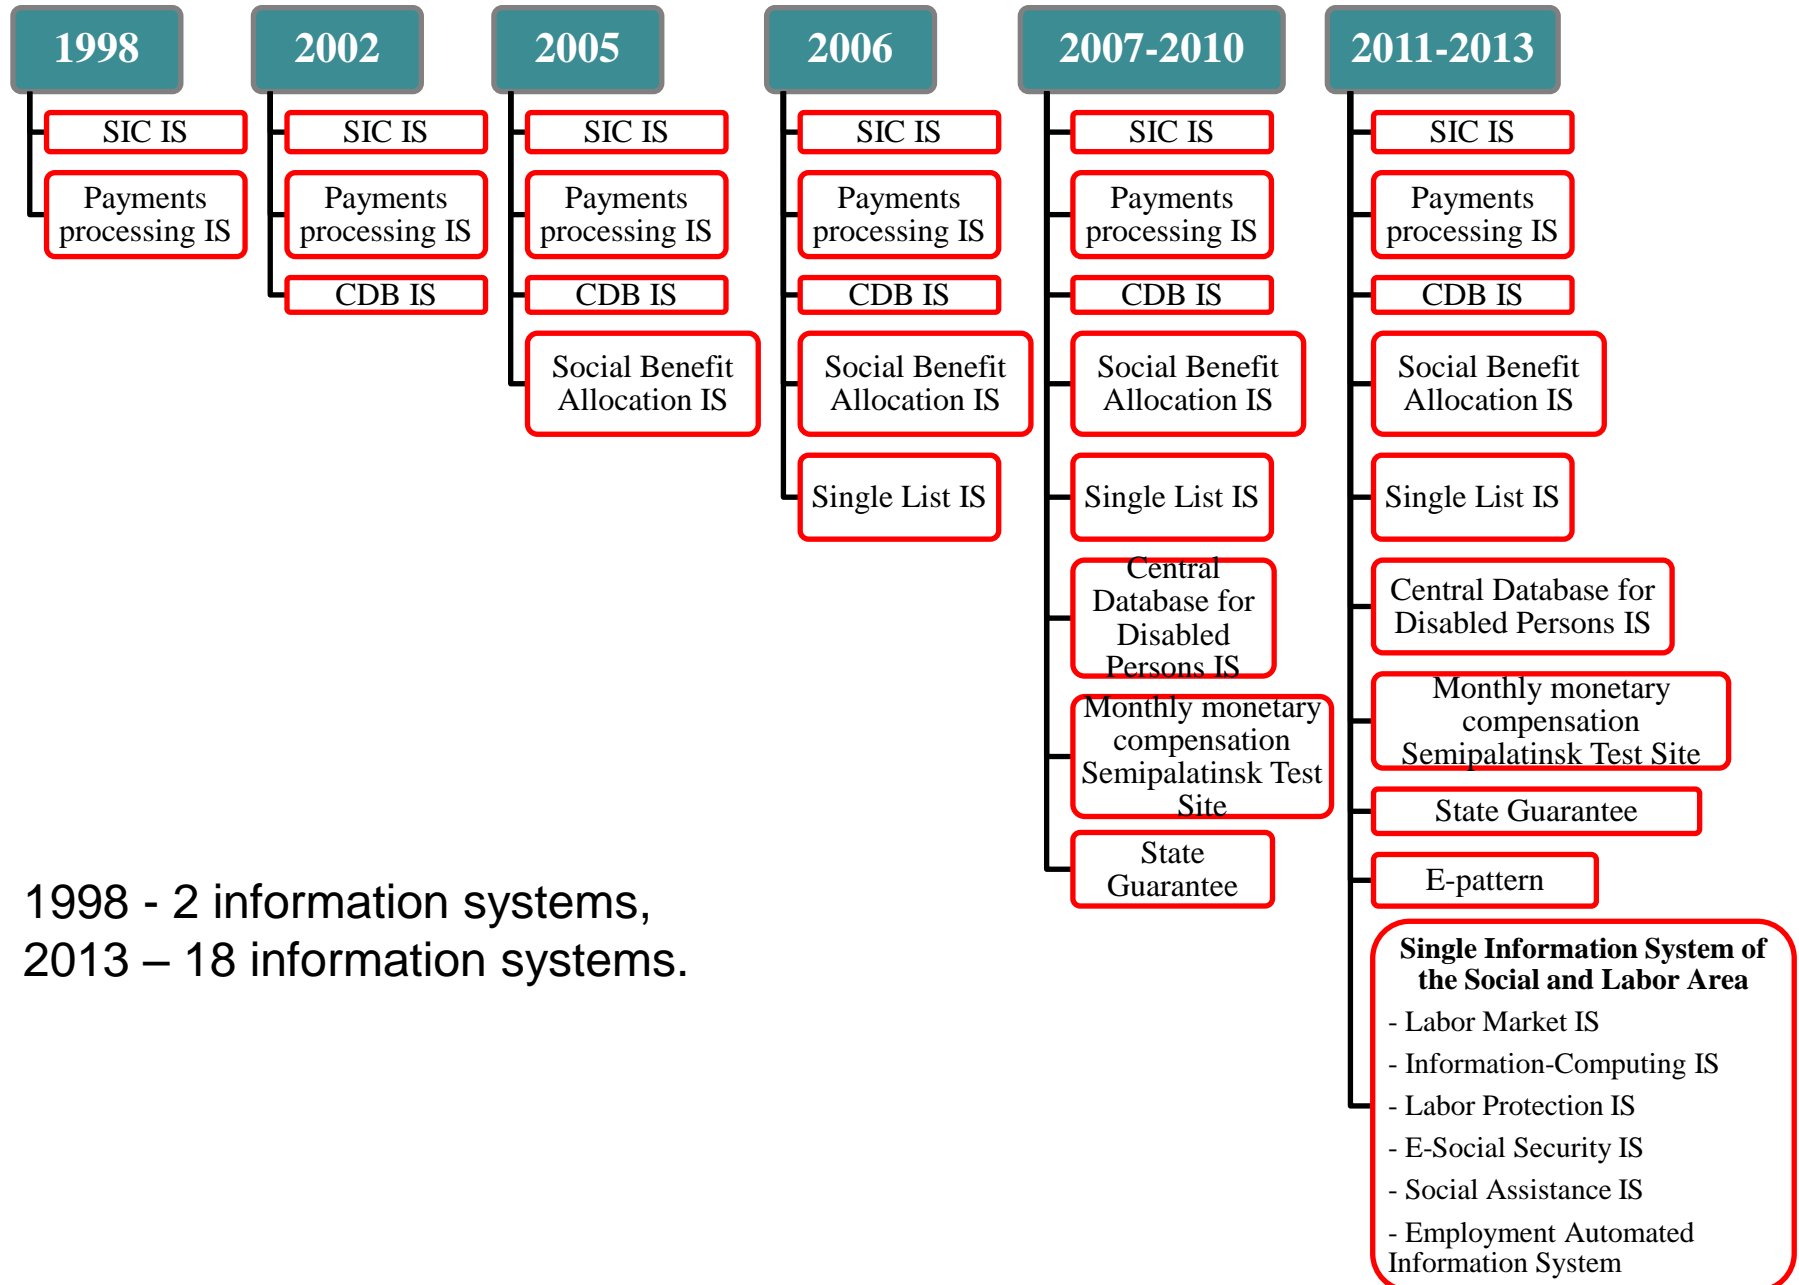 1998
SIC IS
Payments
processing IS
2002
SIC IS
Payments
processing IS
CDB IS
2005
SIC IS
Payments
processing IS
CDB IS
Social Benefit
Allocation IS
2006
SIC IS
Payments
processing IS
CDB IS
Social Benefit
Allocation IS
Single List IS
2007-2010
SIC IS
Payments
processing IS
CDB IS
Social Benefit
Allocation IS
Single List IS
Central
Database for
Disabled
Persons IS
Monthly monetary
compensation
Semipalatinsk Test
Site
State
Guarantee
2011-2013
SIC IS
Payments
processing IS
CDB IS
Social Benefit
Allocation IS
Single List IS
Central Database for
Disabled Persons IS
Monthly monetary
compensation
Semipalatinsk Test Site
State Guarantee
E-pattern
Single Information System of
the Social and Labor Area
- Labor Market IS
- Information-Computing IS
- Labor Protection IS
- E-Social Security IS
- Social Assistance IS
- Employment Automated
Information System
1998 - 2 information systems,
2013 – 18 information systems.